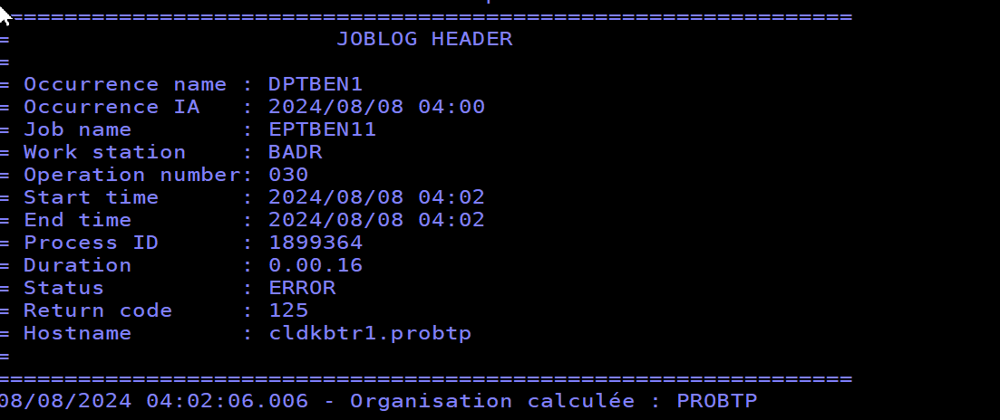 =================================================================
= JOBLOG HEADER
=
= Occurrence name : DPTBEN1
= Occurrence IA : 2024/08/08 04:00
= Job name : EPTBEN11
= Work station : BADR
= Operation number: 030
= Start time : 2024/08/08 04:02
= End time : 2024/08/08 04:02
= Process ID : 1899364
= Duration : 0.00.16
= Status : ERROR
= Return code : 125
= Hostname : cldkbtr1.probtp
=
=================================================================
08/08/2024 04:02:06.006 - Organisation calculée : PROBTP